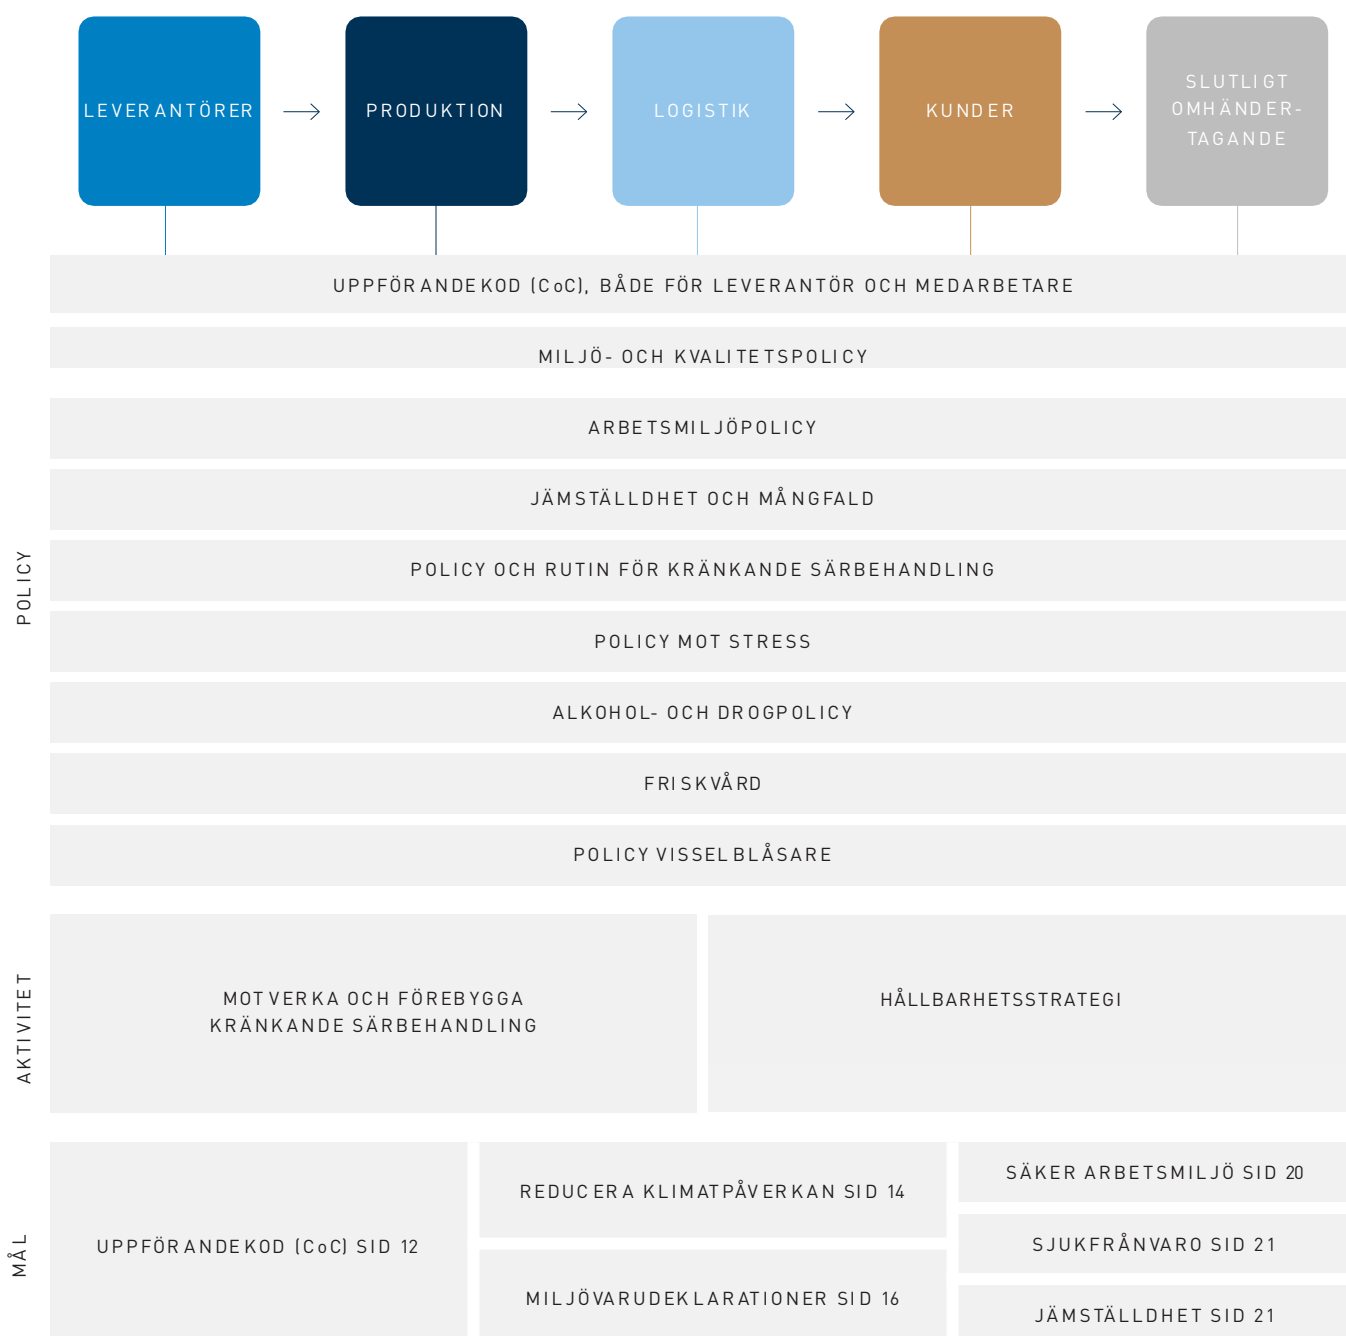 LEVERANTÖRER
PRODUKTION
LOGISTIK
KUNDER
SLUTLIGT
OMHÄNDER-
TAGANDE
POLICY
UPPFÖRANDEKOD (CoC), BÅDE FÖR LEVERANTÖR OCH MEDARBETARE
MILJÖ- OCH KVALITETSPOLICY
ARBETSMILJÖPOLICY
JÄMSTÄLLDHET OCH MÅNGFALD
POLICY OCH RUTIN FÖR KRÄNKANDE SÄRBEHANDLING
POLICY MOT STRESS
ALKOHOL- OCH DROGPOLICY
FRISKVÅRD
POLICY VISSELBLÅSARE
AKTIVITET
MOTVERKA OCH FÖREBYGGA
KRÄNKANDE SÄRBEHANDLING
HÅLLBARHETSSTRATEGI
MÅL
UPPFÖRANDEKOD (CoC) SID 12
REDUCERA KLIMATPÅVERKAN SID 14
MILJÖVARUDEKLARATIONER SID 16
SÄKER ARBETSMILJÖ SID 20
SJUKFRÅNVARO SID 21
JÄMSTÄLLDHET SID 21